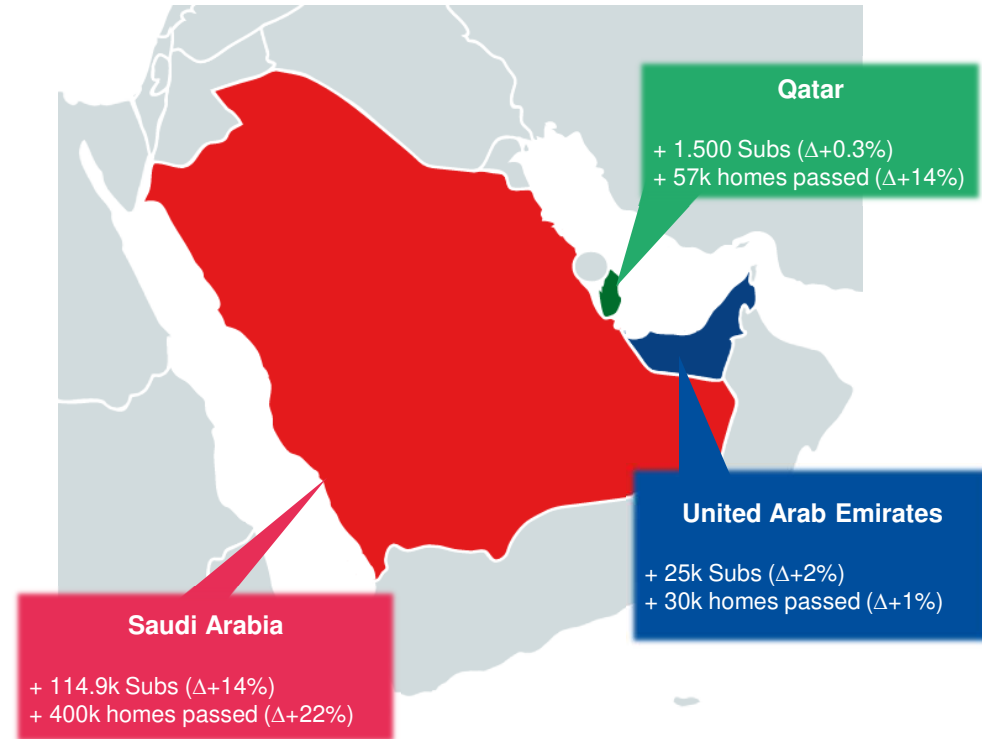 Qatar
+ 1.500 Subs (∆+0.3%)
+ 57k homes passed (∆+14%)
United Arab Emirates
+ 25k Subs (∆+2%)
+ 30k homes passed (∆+1%)
Saudi Arabia
+ 114.9k Subs (∆+14%)
+ 400k homes passed (∆+22%)